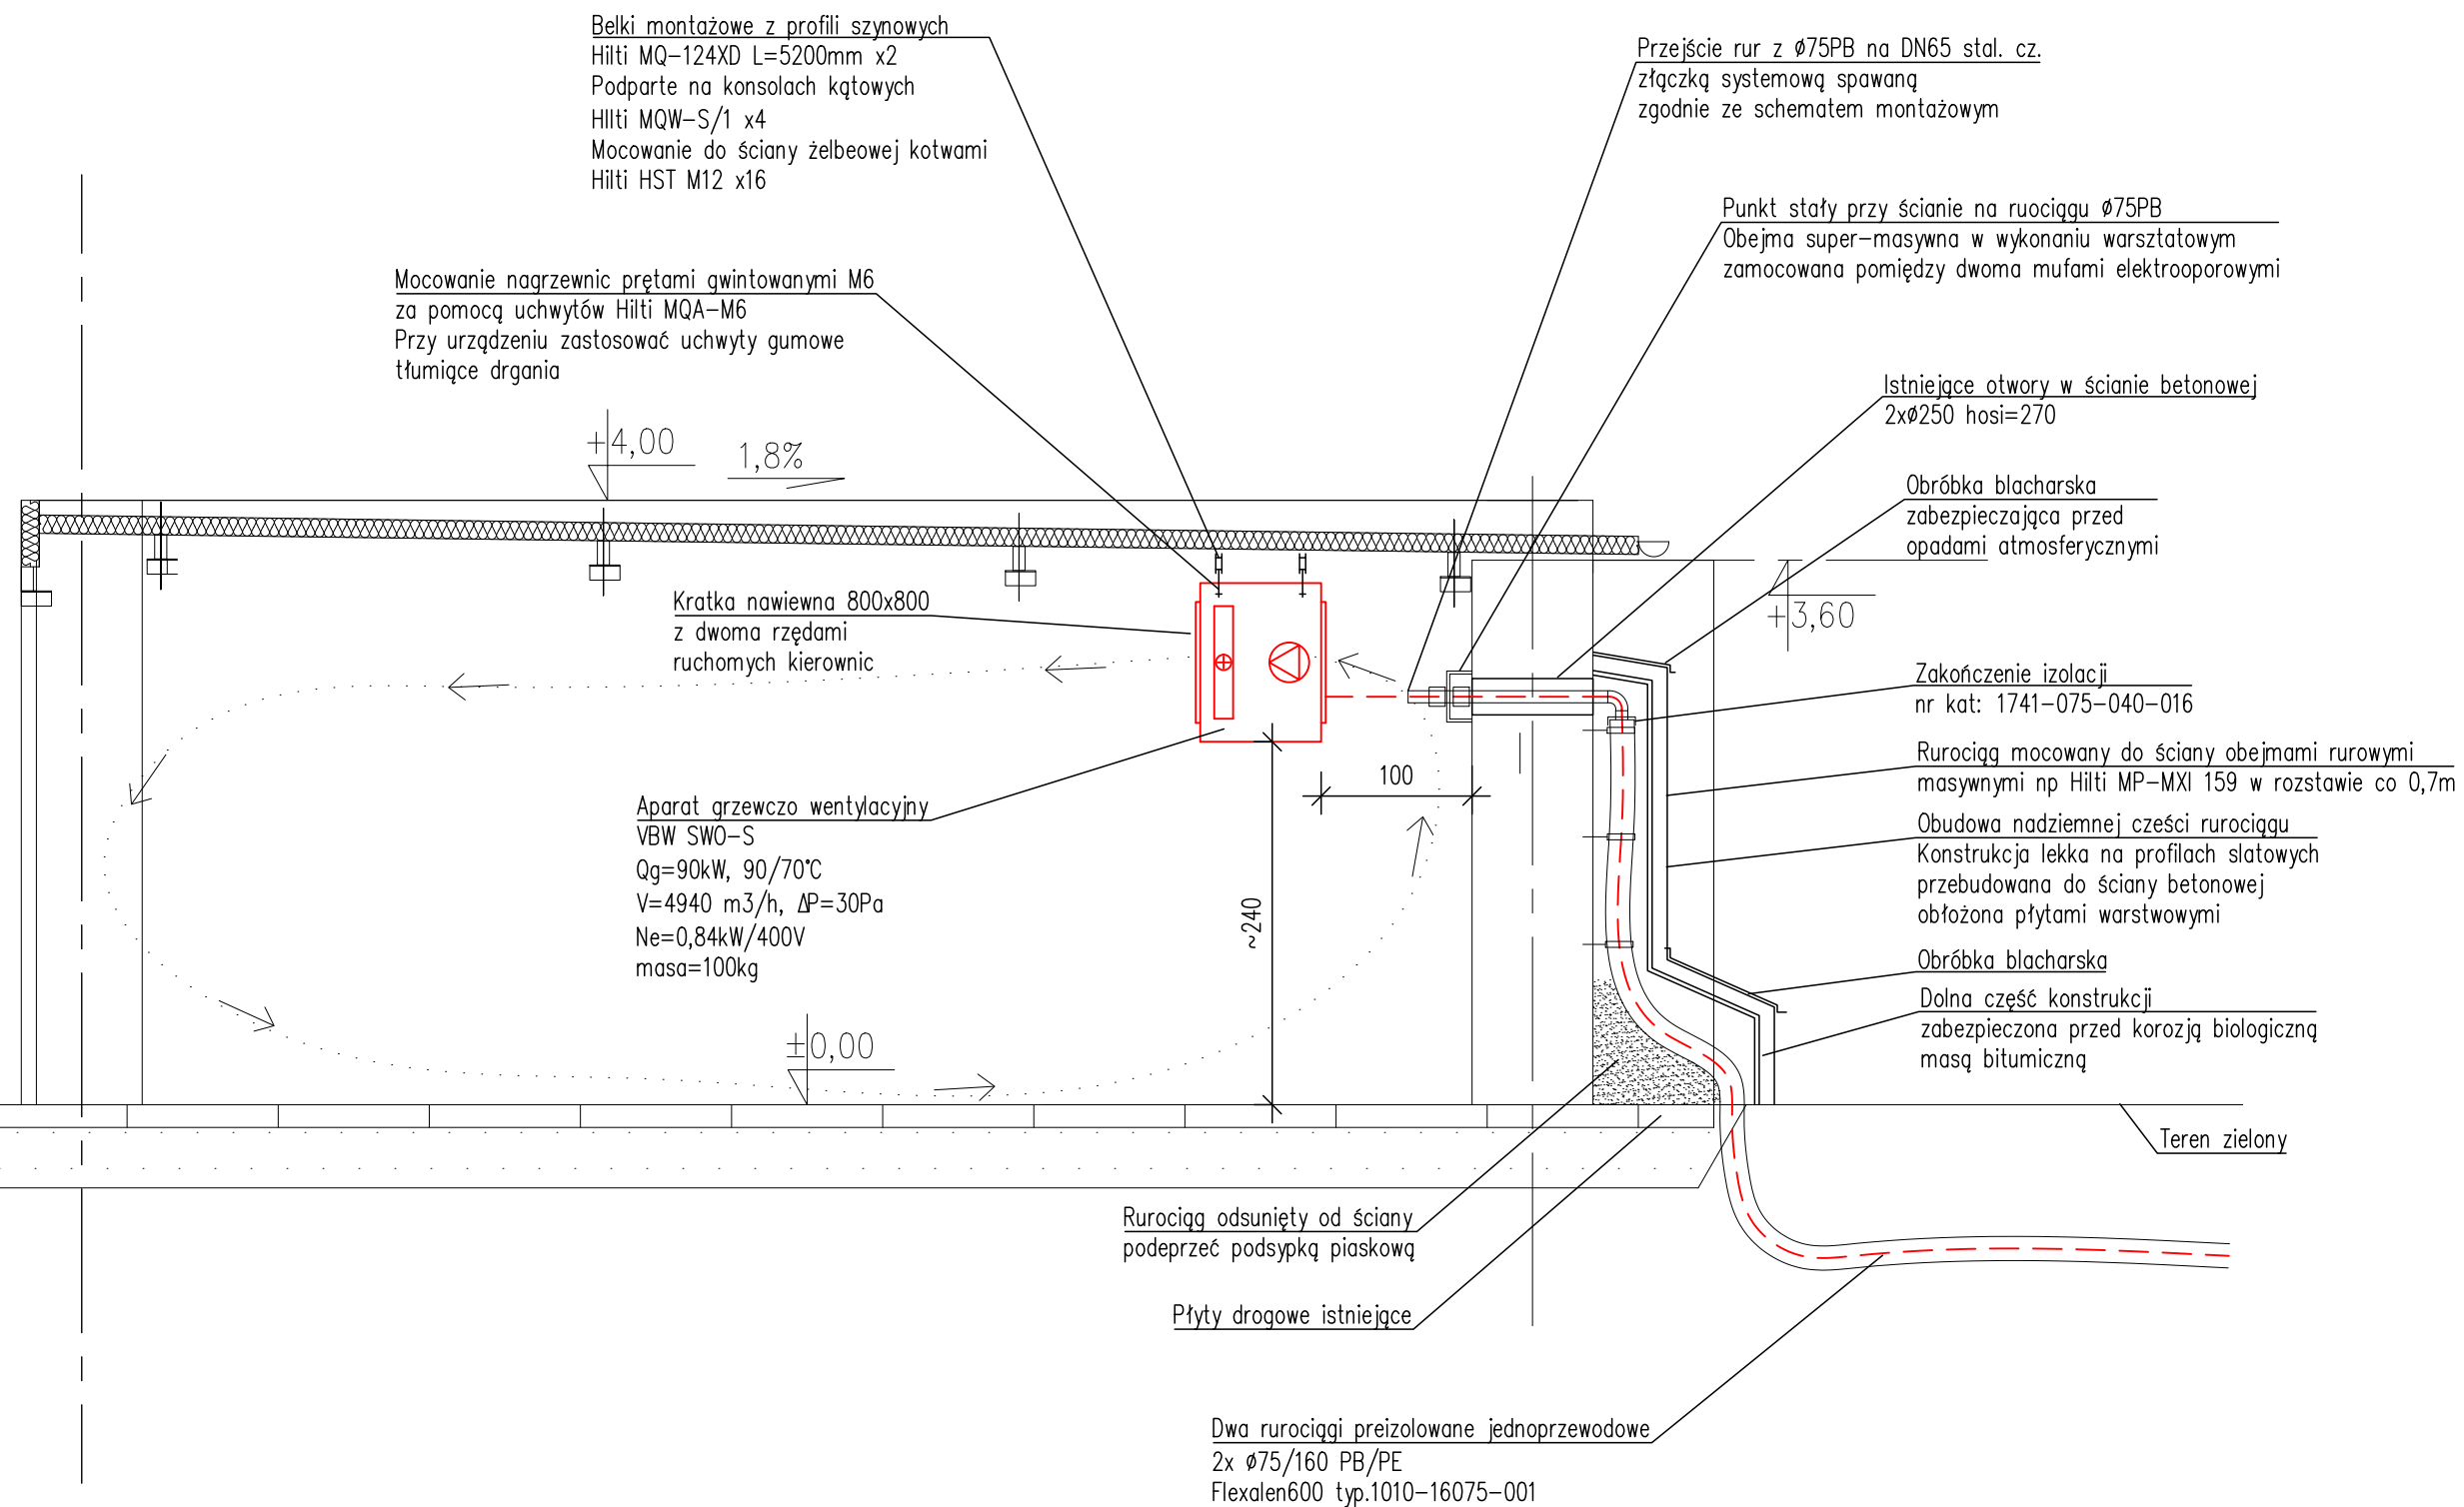 Belki montażowe z profili szynowych
Hilti MQ-124XD L=5200mm x2
Podparte na konsolach kątowych
HIlti MQW-S/1 x4
Mocowanie do ściany żelbeowej kotwami
Hilti HST M12 x16
Przejście rur z Ø75PB na DN65 stal. cz.
złączką systemową spawaną
zgodnie ze schematem montażowym
Punkt stały przy ścianie na ruociągu Ø75PB
Obejma super-masywna w wykonaniu warsztatowym
zamocowana pomiędzy dwoma mufami elektrooporowymi
Mocowanie nagrzewnic prętami gwintowanymi M6
za pomocą uchwytów Hilti MQA-M6
Przy urządzeniu zastosować uchwyty gumowe
tłumiące drgania
Istniejące otwory w ścianie betonowej
2xØ250 hosi=270
+4,00
1,8%
Obróbka blacharska
zabezpieczająca przed
opadami atmosferycznymi
+3,60
Kratka nawiewna 800x800
z dwoma rzędami
ruchomych kierownic
Zakończenie izolacji
nr kat: 1741-075-040-016
Rurociąg mocowany do ściany obejmami rurowymi
masywnymi np Hilti MP-MXI 159 w rozstawie co 0,7m
100
Aparat grzewczo wentylacyjny
VBW SWO-S
Qg=90kW, 90/70°C
V=4940 m3/h, ΔP=30Pa
Ne=0,84kW/400V
masa=100kg
Obudowa nadziemnej cześci rurociągu
Konstrukcja lekka na profilach slatowych
przebudowana do ściany betonowej
obłożona płytami warstwowymi
~240
Obróbka blacharska
Dolna część konstrukcji
zabezpieczona przed korozją biologiczną
masą bitumiczną
±0,00
Teren zielony
Rurociąg odsunięty od ściany
podeprzeć podsypką piaskową
Płyty drogowe istniejące
Dwa rurociągi preizolowane jednoprzewodowe
2x Ø75/160 PB/PE
Flexalen600 typ.1010-16075-001